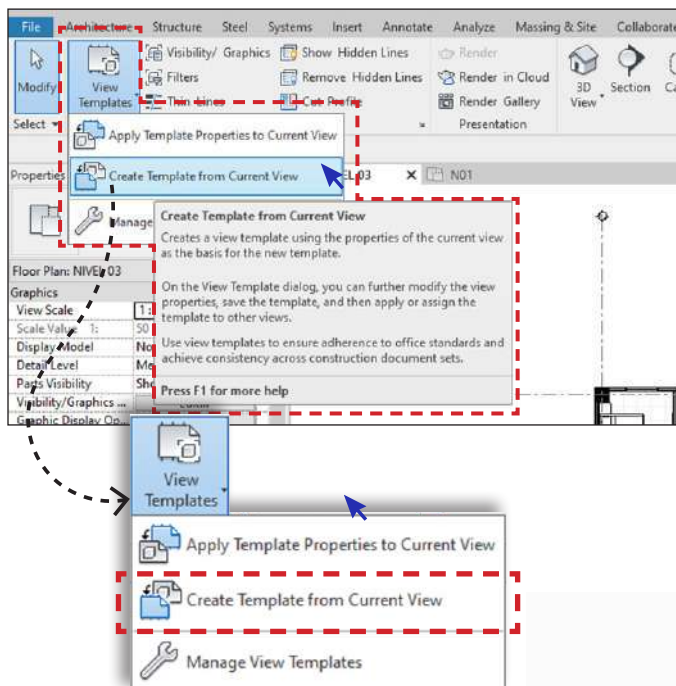 File Architecture Structure Steel Systems Insert Annotate Analyze Massing & Site Collaborate
Visibility/ Graphics Show Hidden Lines Render
Filters Remove Hidden Lines Render in Cloud
Modify View Templates Thin Lines Cut Profile Render Gallery 3D View Section
Select Presentation
Apply Template Properties to Current View
Properties Create Template from Current View 03 X N01
Manage
Create Template from Current View
Creates a view template using the properties of the current view
as the basis for the new template.
On the View Template dialog, you can further modify the view
properties, save the template, and then apply or assign the
template to other views.
Use view templates to ensure adherence to office standards and
achieve consistency across construction document sets.
Press F1 for more help
Floor Plan: NIVEL 03
Graphics
View Scale 1:
Scale Value 1: 50
Display Model No
Detail Level Me
Parts Visibility Sho
Visibility/Graphics ...
Graphic Display Op...
View
Templates
Apply Template Properties to Current View
Create Template from Current View
Manage View Templates